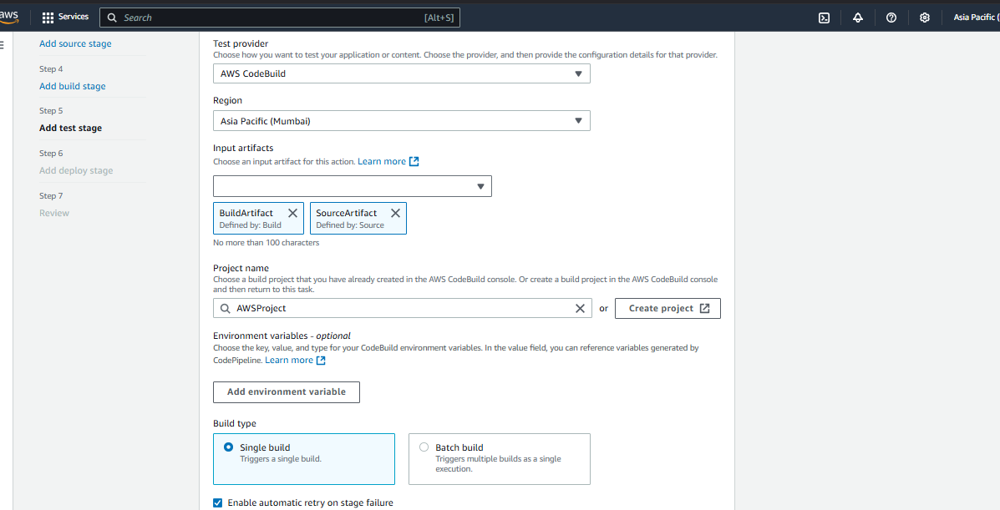 aws
Services
Search
[Alt+S]
Asia Pacific (
Add source stage
Step 4
Add build stage
Step 5
Add test stage
Step 6
Add deploy stage
Step 7
Review
Test provider
Choose how you want to test your application or content. Choose the provider, and then provide the configuration details for that provider.
AWS CodeBuild
Region
Asia Pacific (Mumbai)
Input artifacts
Choose an input artifact for this action. Learn more
BuildArtifact
Defined by: Build
SourceArtifact
Defined by: Source
No more than 100 characters
Project name
Choose a build project that you have already created in the AWS CodeBuild console. Or create a build project in the AWS CodeBuild console
and then return to this task.
AWSProject
or
Create project
Environment variables - optional
Choose the key, value, and type for your CodeBuild environment variables. In the value field, you can reference variables generated by
CodePipeline. Learn more
Add environment variable
Build type
Single build
Triggers a single build.
Batch build
Triggers multiple builds as a single
execution.
Enable automatic retry on stage failure